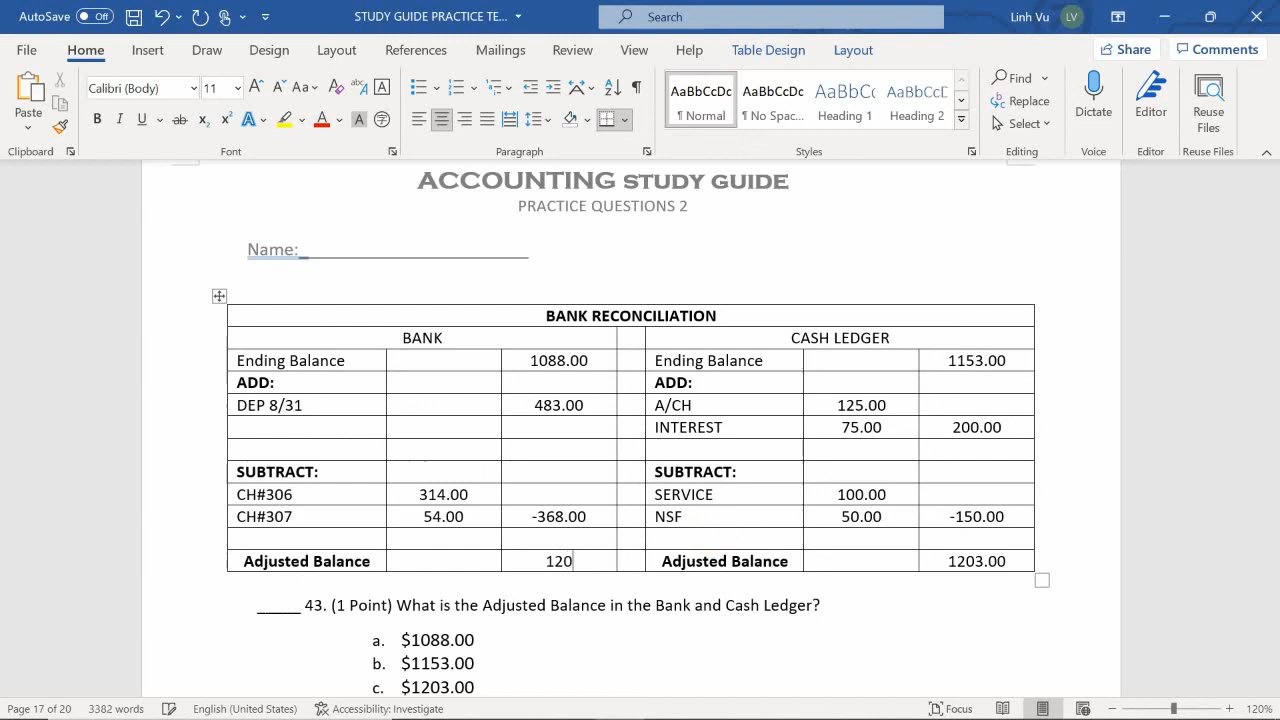 AutoSave Off STUDY GUIDE PRACTICE TE... Search Linh Vu LV
File Home Insert Draw Design Layout References Mailings Review View Help Table Design Layout Share Comments
Paste Calibri (Body) 11 AaBbCcDc AaBbCcDc AaBbCc AaBbCcC Find Replace Select Dictate Editor Reuse Files
¶ Normal ¶ No Spac... Heading 1 Heading 2
Clipboard Font Paragraph Styles Editing Voice Editor Reuse Files
ACCOUNTING STUDY GUIDE
PRACTICE QUESTIONS 2
Name:
BANK RECONCILIATION
BANK CASH LEDGER
Ending Balance 1088.00 Ending Balance 1153.00
ADD: ADD:
DEP 8/31 483.00 A/CH 125.00
INTEREST 75.00 200.00
SUBTRACT: SUBTRACT:
CH#306 314.00 SERVICE 100.00
CH#307 54.00 -368.00 NSF 50.00 -150.00
Adjusted Balance 120 Adjusted Balance 1203.00
_____ 43. (1 Point) What is the Adjusted Balance in the Bank and Cash Ledger?
a. $1088.00
b. $1153.00
c. $1203.00
Page 17 of 20 3382 words English (United States) Accessibility: Investigate Focus 120%